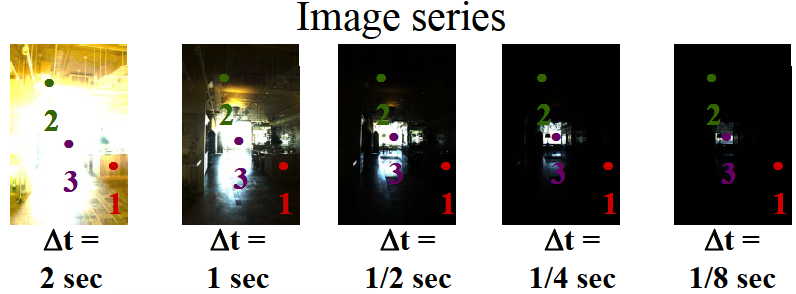 Image series
2 3 1
2 3 1
2 3 1
2 3 1
2 3 1
Δt = 2 sec
Δt = 1 sec
Δt = 1/2 sec
Δt = 1/4 sec
Δt = 1/8 sec